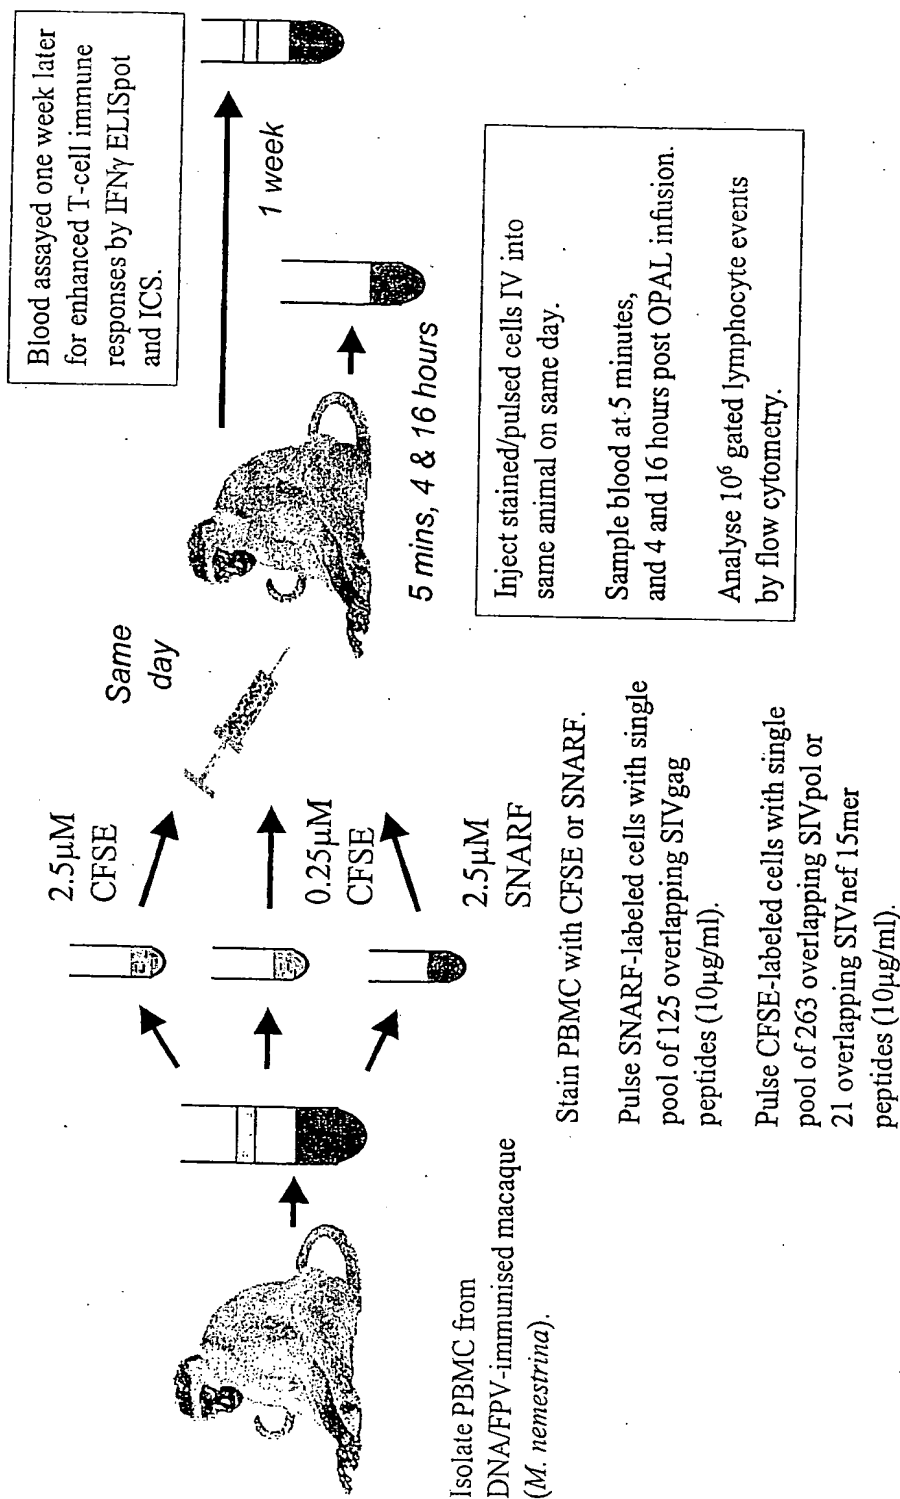 Isolate PBMC from
DNA/FPV-immunised macaque
(M. nemestrina).
2.5μM
CFSE
0.25μM
CFSE
2.5μM
SNARF
Stain PBMC with CFSE or SNARF.
Pulse SNARF-labeled cells with single
pool of 125 overlapping SIVgag
peptides (10μg/ml).
Pulse CFSE-labeled cells with single
pool of 263 overlapping SIVpol or
21 overlapping SIVnef 15mer
peptides (10μg/ml).
Same
day
5 mins, 4 & 16 hours
1 week
Inject stained/pulsed cells IV into
same animal on same day.
Sample blood at 5 minutes,
and 4 and 16 hours post OPAL infusion.
Analyse 10⁶ gated lymphocyte events
by flow cytometry.
Blood assayed one week later
for enhanced T-cell immune
responses by IFNγ ELISpot
and ICS.